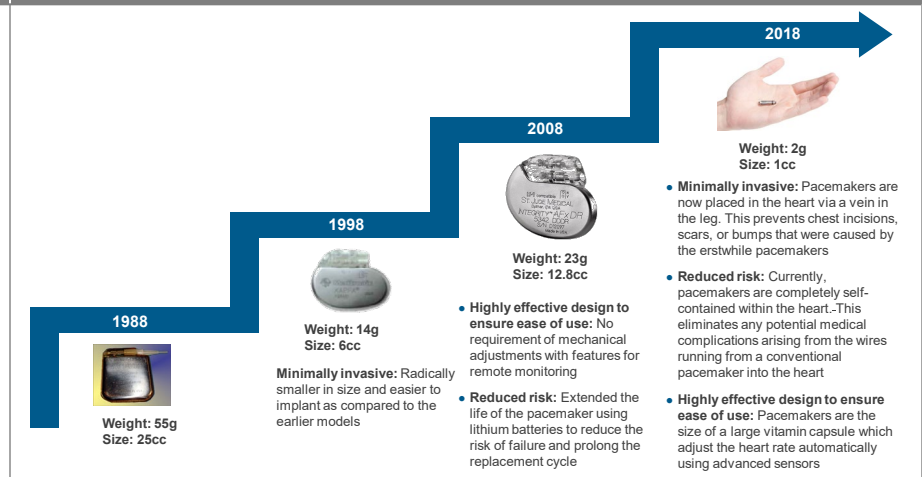 1988
Weight: 55g
Size: 25cc
1998
Weight: 14g
Size: 6cc
Minimally invasive: Radically
smaller in size and easier to
implant as compared to the
earlier models
2008
ST. JUDE MEDICAL
INTEGRITY AFx DR
Weight: 23g
Size: 12.8cc
• Highly effective design to
ensure ease of use: No
requirement of mechanical
adjustments with features for
remote monitoring
• Reduced risk: Extended the
life of the pacemaker using
lithium batteries to reduce the
risk of failure and prolong the
replacement cycle
2018
Weight: 2g
Size: 1cc
• Minimally invasive: Pacemakers are
now placed in the heart via a vein in
the leg. This prevents chest incisions,
scars, or bumps that were caused by
the erstwhile pacemakers
• Reduced risk: Currently,
pacemakers are completely self-
contained within the heart.-This
eliminates any potential medical
complications arising from the wires
running from a conventional
pacemaker into the heart
• Highly effective design to ensure
ease of use: Pacemakers are the
size of a large vitamin capsule which
adjust the heart rate automatically
using advanced sensors